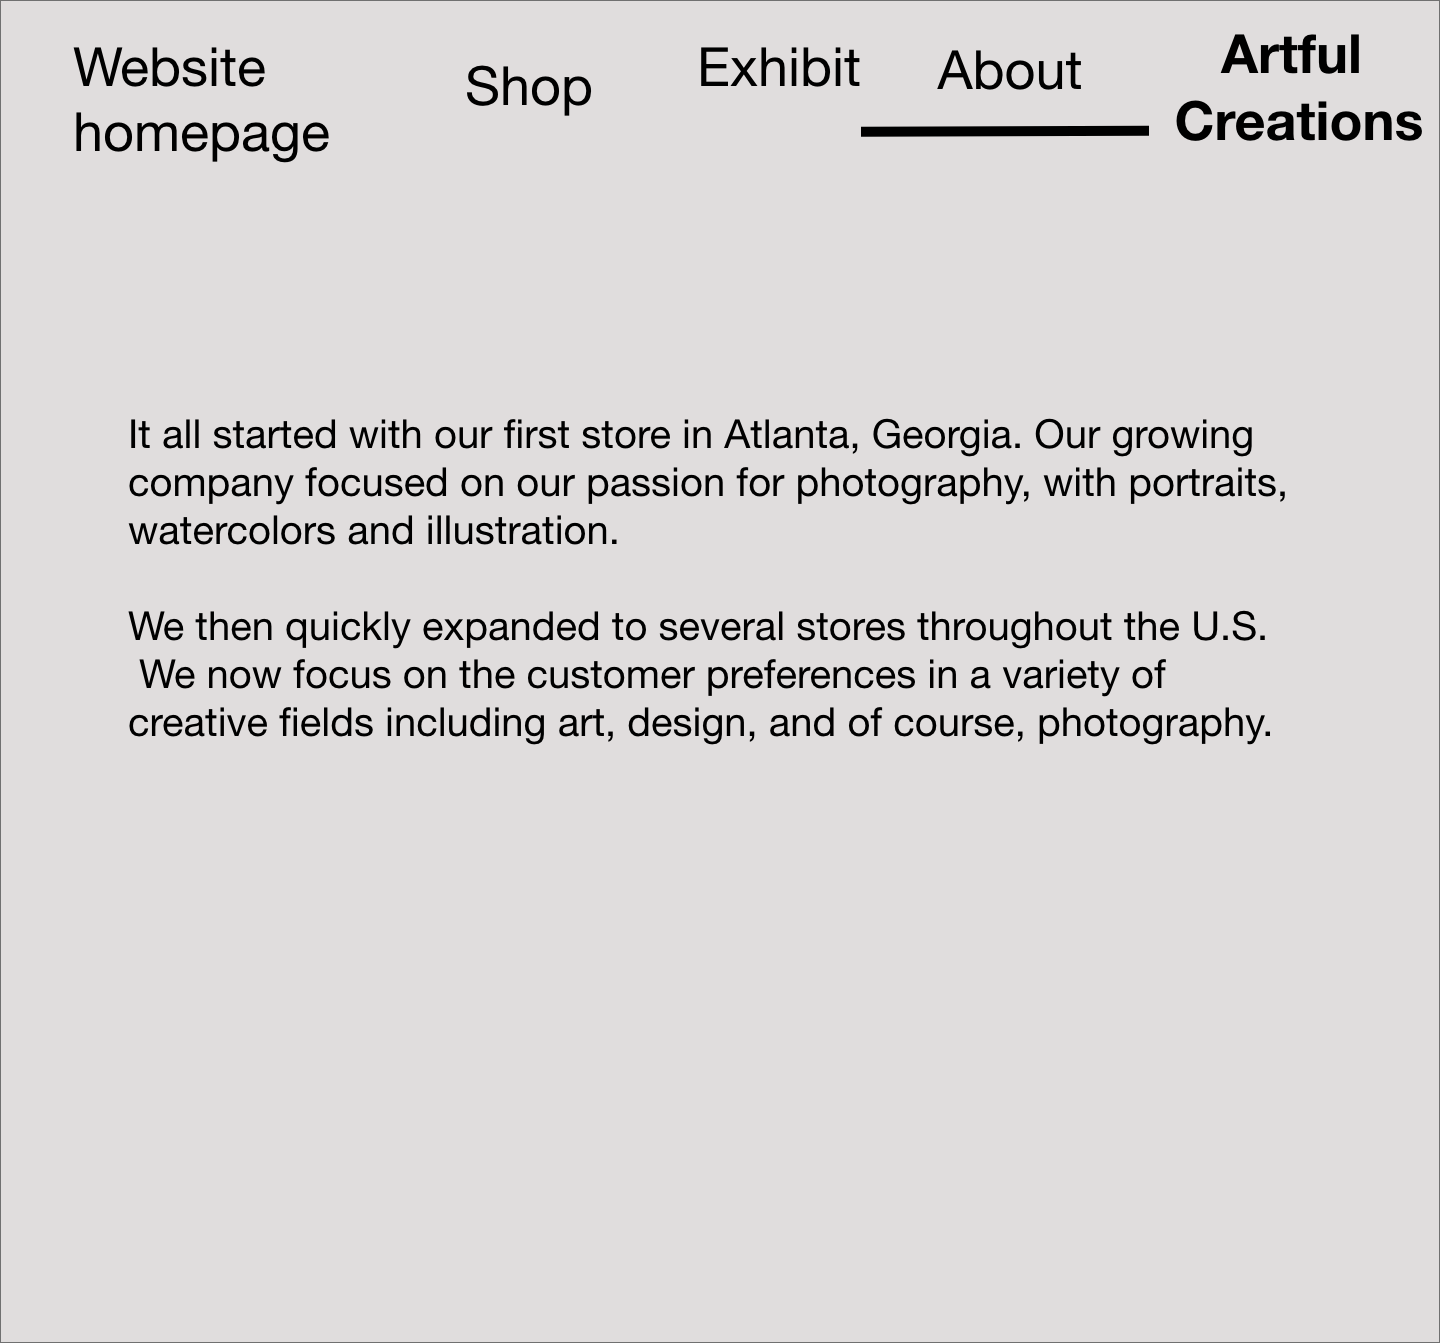 Website
homepage
Shop
Exhibit
About
Artful
Creations
It all started with our first store in Atlanta, Georgia. Our growing
company focused on our passion for photography, with portraits,
watercolors and illustration.
We then quickly expanded to several stores throughout the U.S.
We now focus on the customer preferences in a variety of
creative fields including art, design, and of course, photography.